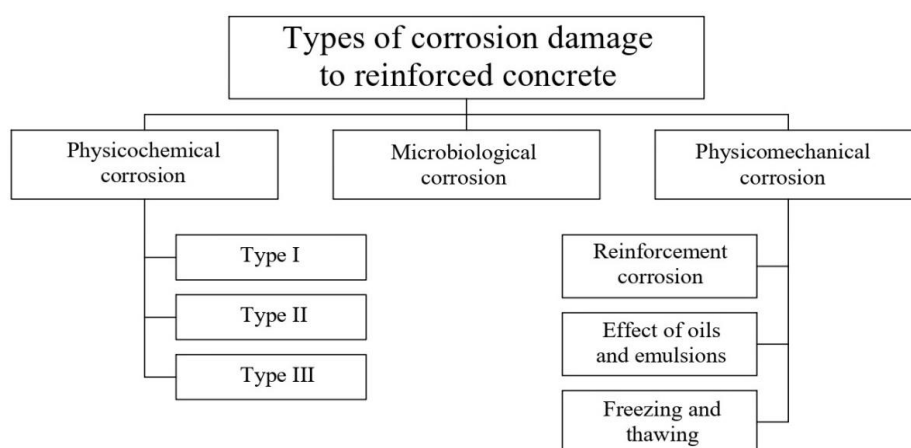 Types of corrosion damage
to reinforced concrete
Physicochemical
corrosion
Microbiological
corrosion
Physicomechanical
corrosion
Type I
Type II
Type III
Reinforcement
corrosion
Effect of oils
and emulsions
Freezing and
thawing